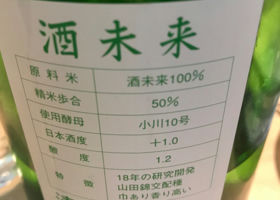 酒未来
原料米 酒未来100%
精米歩合 50%
使用酵母 小川10号
日本酒度 +1.0
酸度 1.2
特徴 18年の研究開発
山田錦交配種
巾あり香り高い